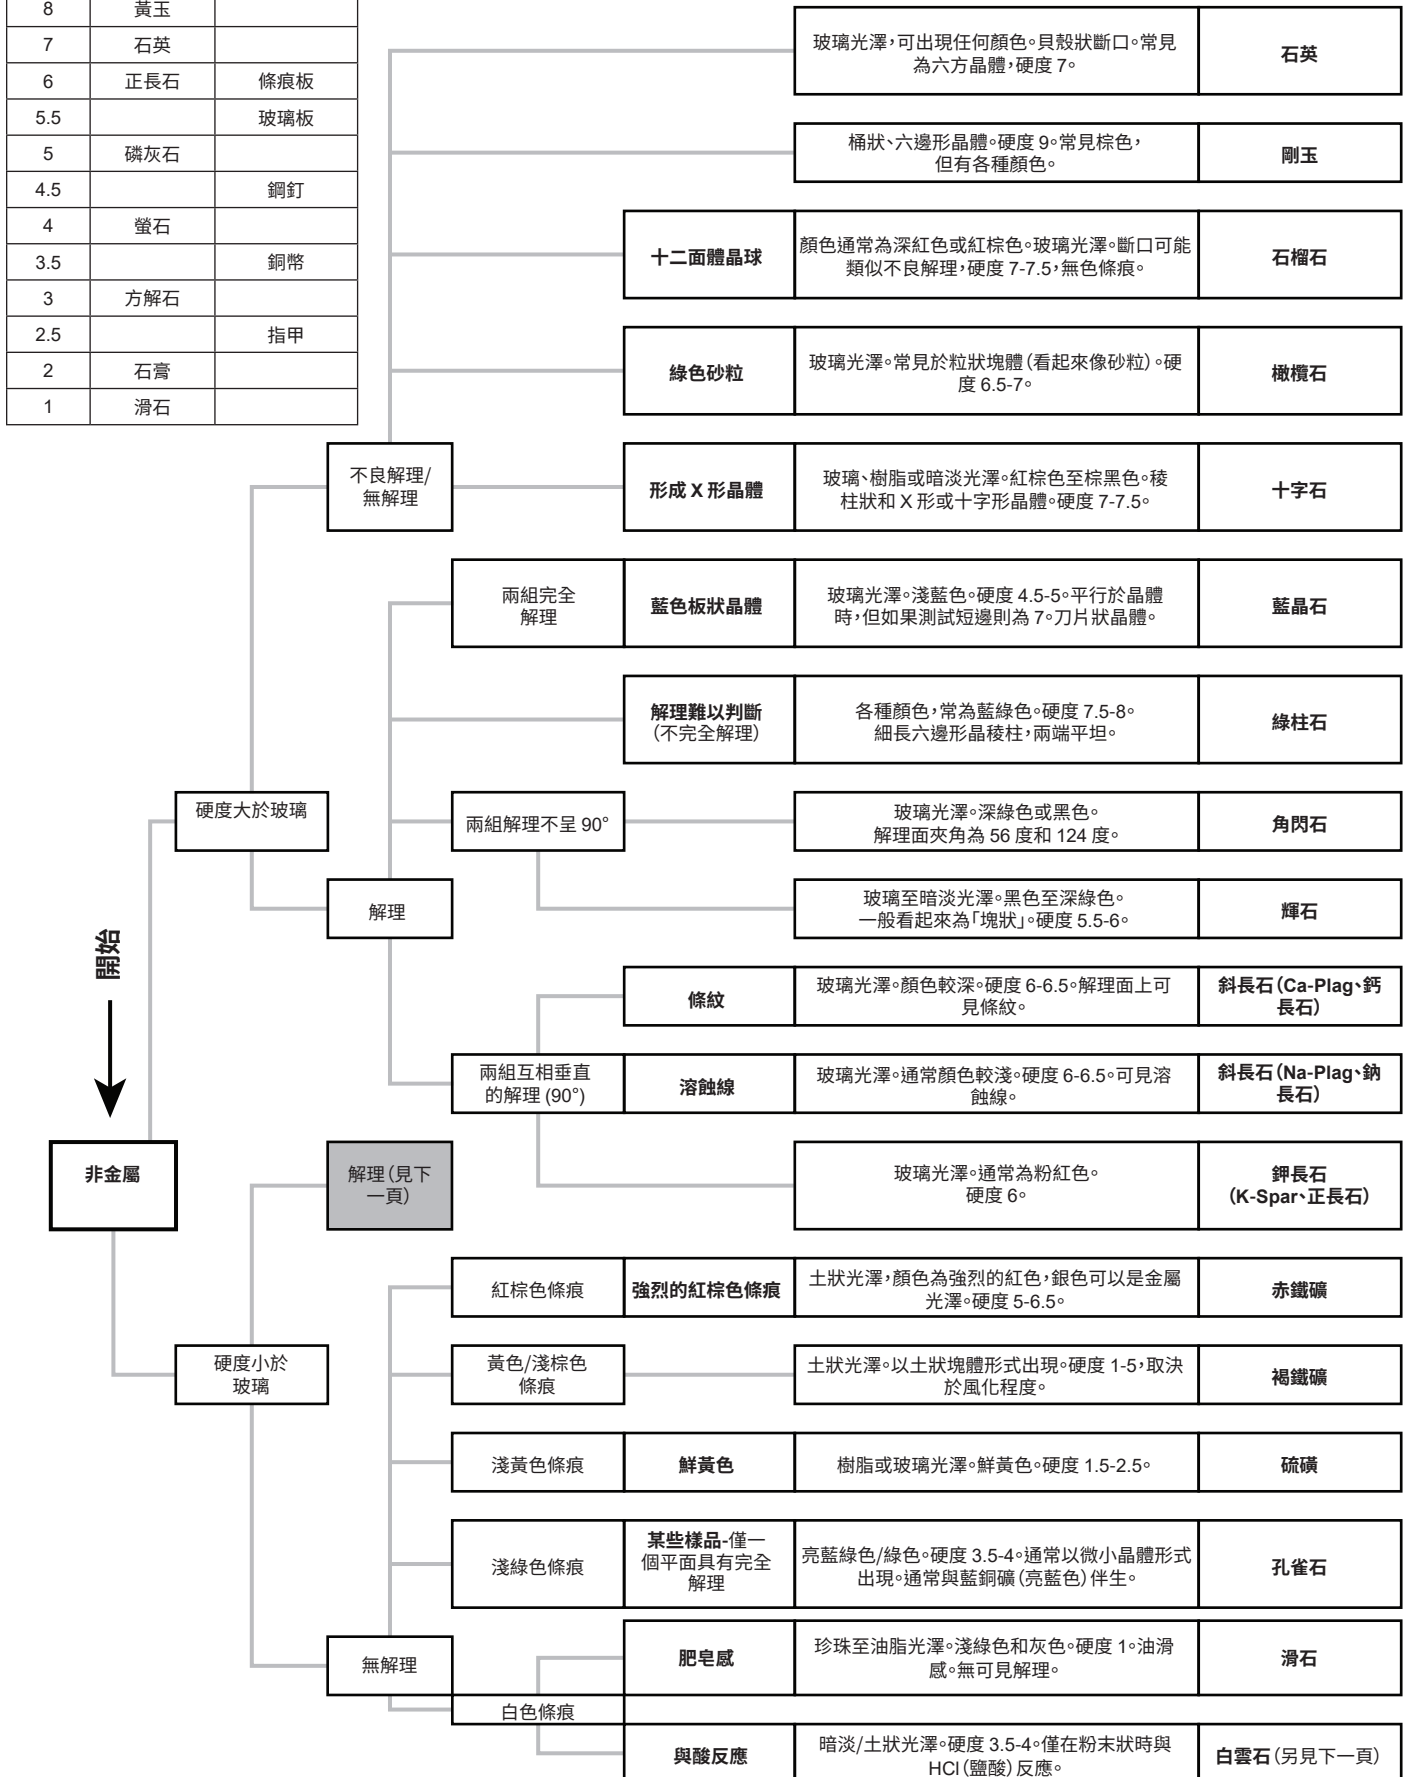 8 黃玉
7 石英
6 正長石 條痕板
5.5 玻璃板
5 磷灰石
4.5 鋼釘
4 螢石
3.5 銅幣
3 方解石
2.5 指甲
2 石膏
1 滑石
玻璃光澤，可出現任何顏色。貝殼狀斷口。常見
為六方晶體，硬度 7。
石英
桶狀、六邊形晶體。硬度 9。常見棕色，
但有各種顏色。
剛玉
十二面體晶球
顏色通常為深紅色或紅棕色。玻璃光澤。斷口可能
類似不良解理，硬度 7-7.5，無色條痕。
石榴石
綠色砂粒
玻璃光澤。常見於粒狀塊體（看起來像砂粒）。硬
度 6.5-7。
橄欖石
不良解理/
無解理
形成 X 形晶體
玻璃、樹脂或暗淡光澤。紅棕色至棕黑色。稜
柱狀和 X 形或十字形晶體。硬度 7-7.5。
十字石
兩組完全
解理
藍色板狀晶體
玻璃光澤。淺藍色。硬度 4.5-5。平行於晶體
時，但如果測試短邊則為 7。刀片狀晶體。
藍晶石
解理難以判斷
（不完全解理）
各種顏色，常為藍綠色。硬度 7.5-8。
細長六邊形晶稜柱，兩端平坦。
綠柱石
硬度大於玻璃
兩組解理不呈 90°
玻璃光澤。深綠色或黑色。
解理面夾角為 56 度和 124 度。
角閃石
解理
玻璃至暗淡光澤。黑色至深綠色。
一般看起來為「塊狀」。硬度 5.5-6。
輝石
開始
條紋
玻璃光澤。顏色較深。硬度 6-6.5。解理面上可
見條紋。
斜長石（Ca-Plag、鈣
長石）
兩組互相垂直
的解理 (90°)
溶蝕線
玻璃光澤。通常顏色較淺。硬度 6-6.5。可見溶
蝕線。
斜長石（Na-Plag、鈉
長石）
非金屬
解理（見下
一頁）
玻璃光澤。通常為粉紅色。
硬度 6。
鉀長石
（K-Spar、正長石）
紅棕色條痕
強烈的紅棕色條痕
土狀光澤，顏色為強烈的紅色，銀色可以是金屬
光澤。硬度 5-6.5。
赤鐵礦
硬度小於
玻璃
黃色/淺棕色
條痕
土狀光澤。以土狀塊體形式出現。硬度 1-5，取決
於風化程度。
褐鐵礦
淺黃色條痕
鮮黃色
樹脂或玻璃光澤。鮮黃色。硬度 1.5-2.5。
硫磺
淺綠色條痕
某些樣品-僅一
個平面具有完全
解理
亮藍綠色/綠色。硬度 3.5-4。通常以微小晶體形式
出現。通常與藍銅礦（亮藍色）伴生。
孔雀石
無解理
肥皂感
珍珠至油脂光澤。淺綠色和灰色。硬度 1。油滑
感。無可見解理。
滑石
白色條痕
與酸反應
暗淡/土狀光澤。硬度 3.5-4。僅在粉末狀時與
HCl（鹽酸）反應。
白雲石（另見下一頁）